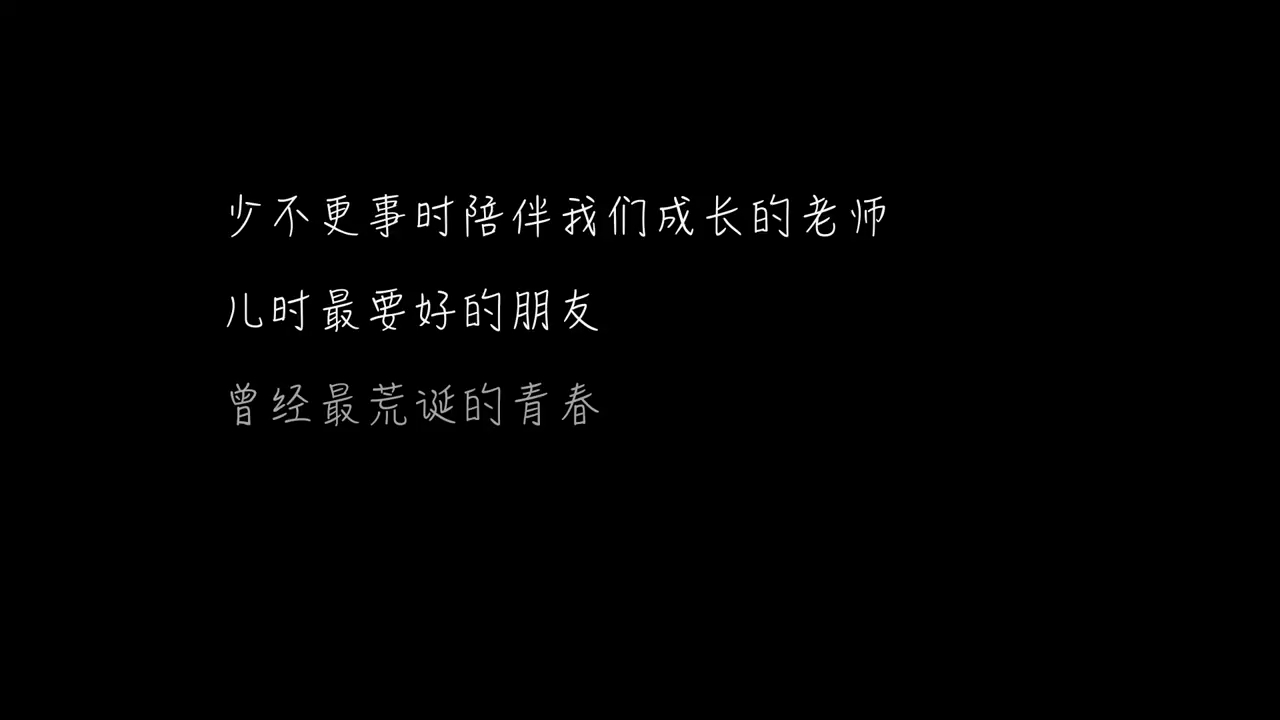 少不更事时陪伴我们成长的老师
儿时最要好的朋友
曾经最荒诞的青春